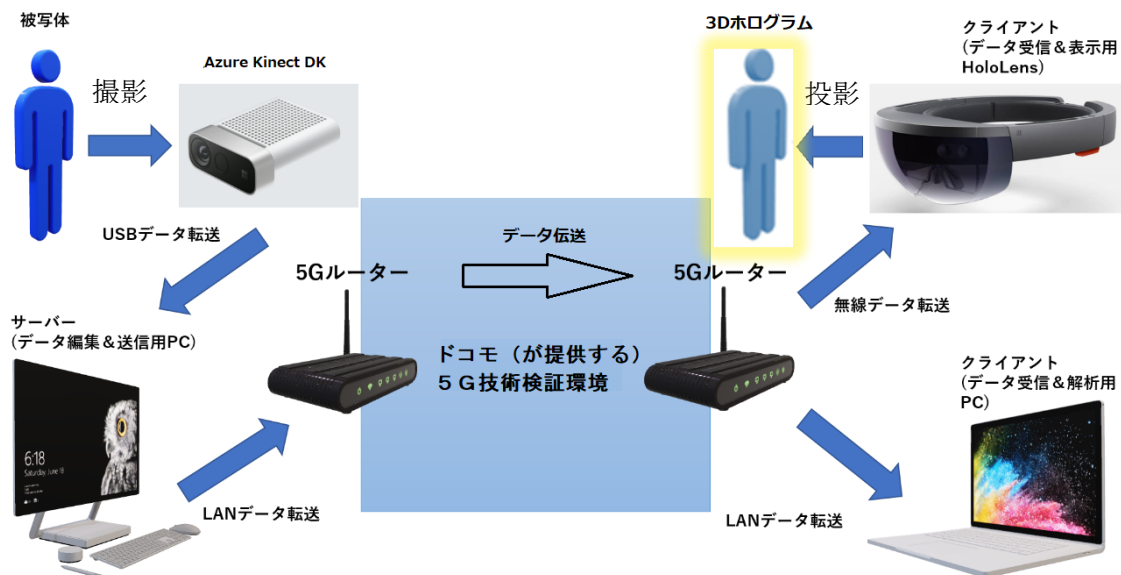 被写体
3Dホログラム
クライアント
(データ受信&表示用
HoloLens)
Azure Kinect DK
撮影
投影
USBデータ転送
データ伝送
5Gルーター
5Gルーター
無線データ転送
サーバー
(データ編集&送信用PC)
ドコモ（が提供する）
５Ｇ技術検証環境
クライアント
(データ受信&解析用
PC)
6:18
Saturday, June 18
LANデータ転送
LANデータ転送